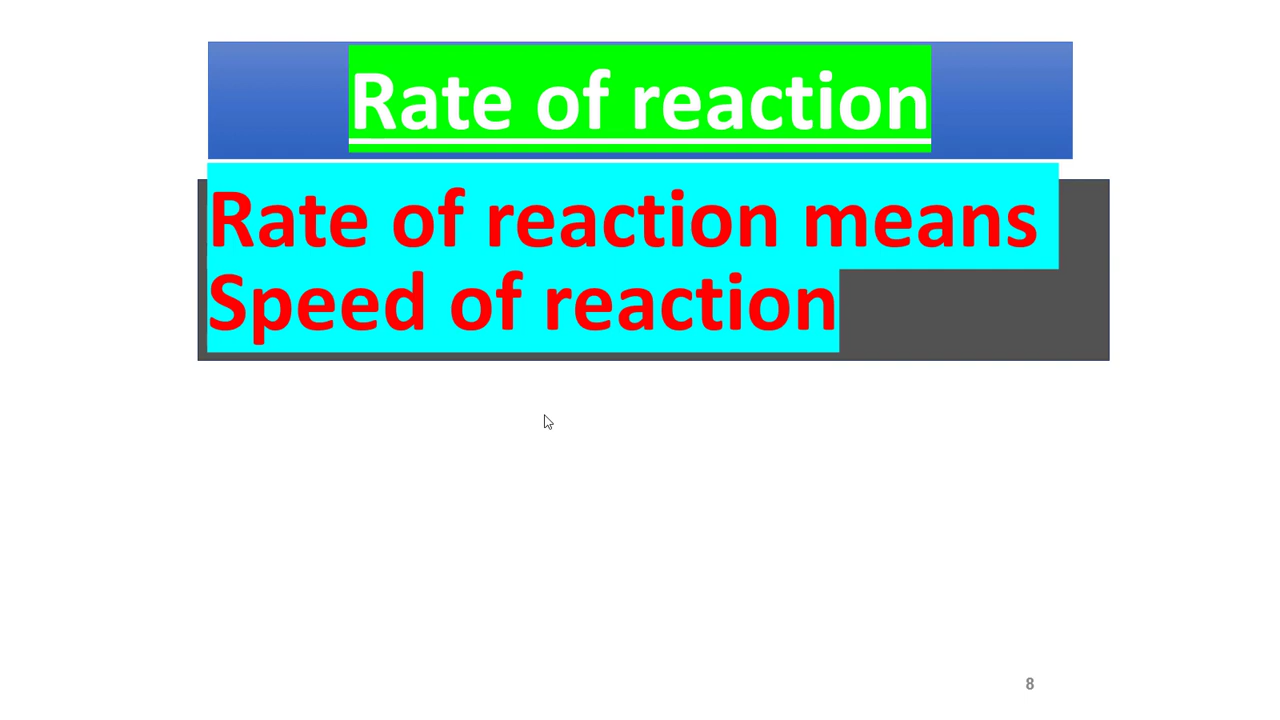 Rate of reaction
Rate of reaction means
Speed of reaction
8